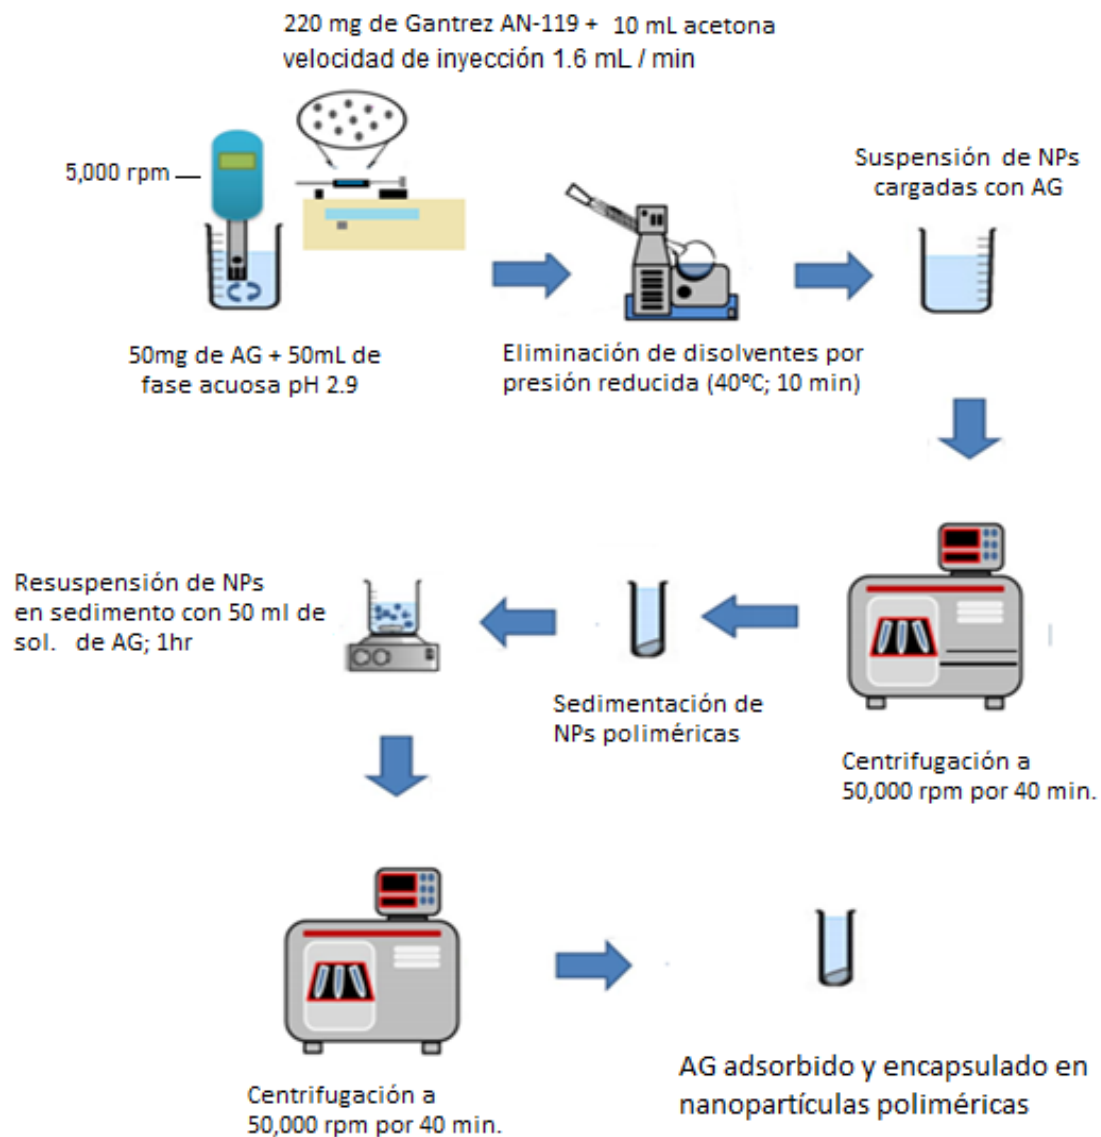 220 mg de Gantrez AN-119 + 10 mL acetona
velocidad de inyección 1.6 mL / min
5,000 rpm
50mg de AG + 50mL de
fase acuosa pH 2.9
Eliminación de disolventes por
presión reducida (40ºC; 10 min)
Suspensión de NPs
cargadas con AG
Centrifugación a
50,000 rpm por 40 min.
Sedimentación de
NPs poliméricas
Resuspensión de NPs
en sedimento con 50 ml de
sol. de AG; 1hr
Centrifugación a
50,000 rpm por 40 min.
AG adsorbido y encapsulado en
nanopartículas poliméricas